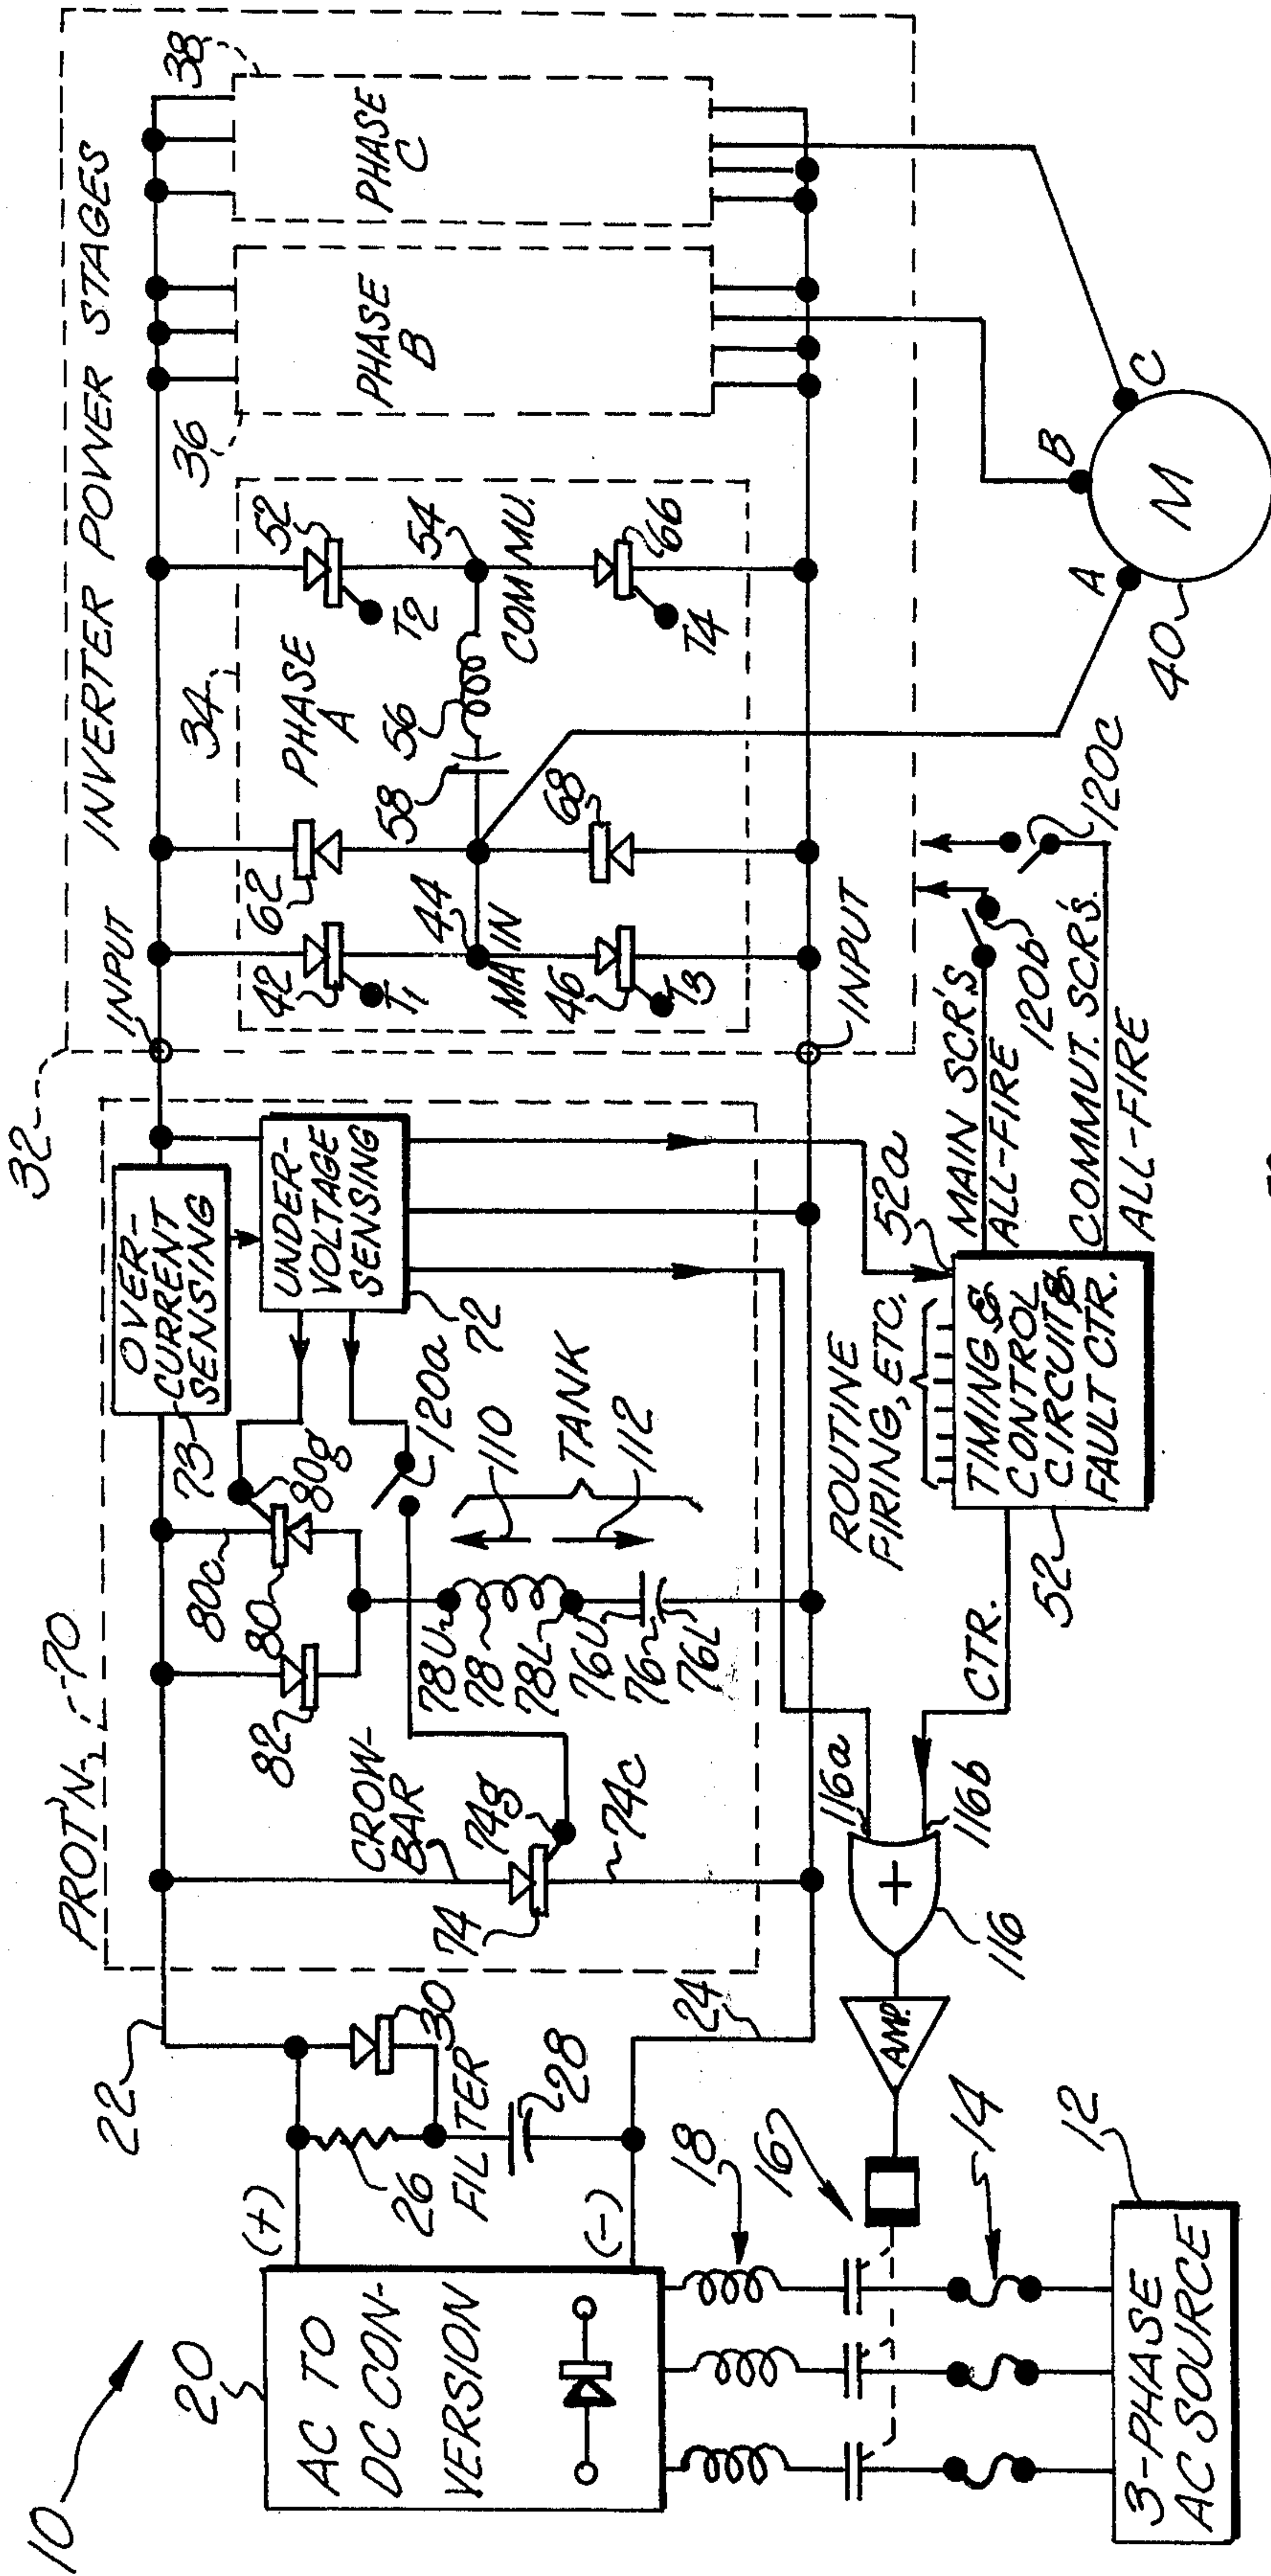 10
20
AC TO
DC CON-
VERSION
(+)
(-)
22
26
FILTER
30
28
24
18
16
14
12
3-PHASE
AC SOURCE
AMP.
116
+
116a
116b
CTR.
PROT'N.
70
CROW-
BAR
74
74g
74c
82
80
80c
80g
73
OVER-
CURRENT
SENSING
UNDER-
VOLTAGE
SENSING
72
120a
110
TANK
112
78U
78
78L
76U
76
76L
ROUTINE
FIRING, ETC.
52a
TIMING &
CONTROL
CIRCUIT &
FAULT CTR.
52
MAIN SCR'S
ALL-FIRE
120b
COMMUT. SCR'S.
ALL-FIRE
120c
32
INPUT
INPUT
INVERTER POWER STAGES
34
PHASE
A
42
T1
62
44
MAIN
46
T3
58
56
68
52
T2
54
COMMU.
66
T4
36
PHASE
B
38
PHASE
C
A
B
C
M
40